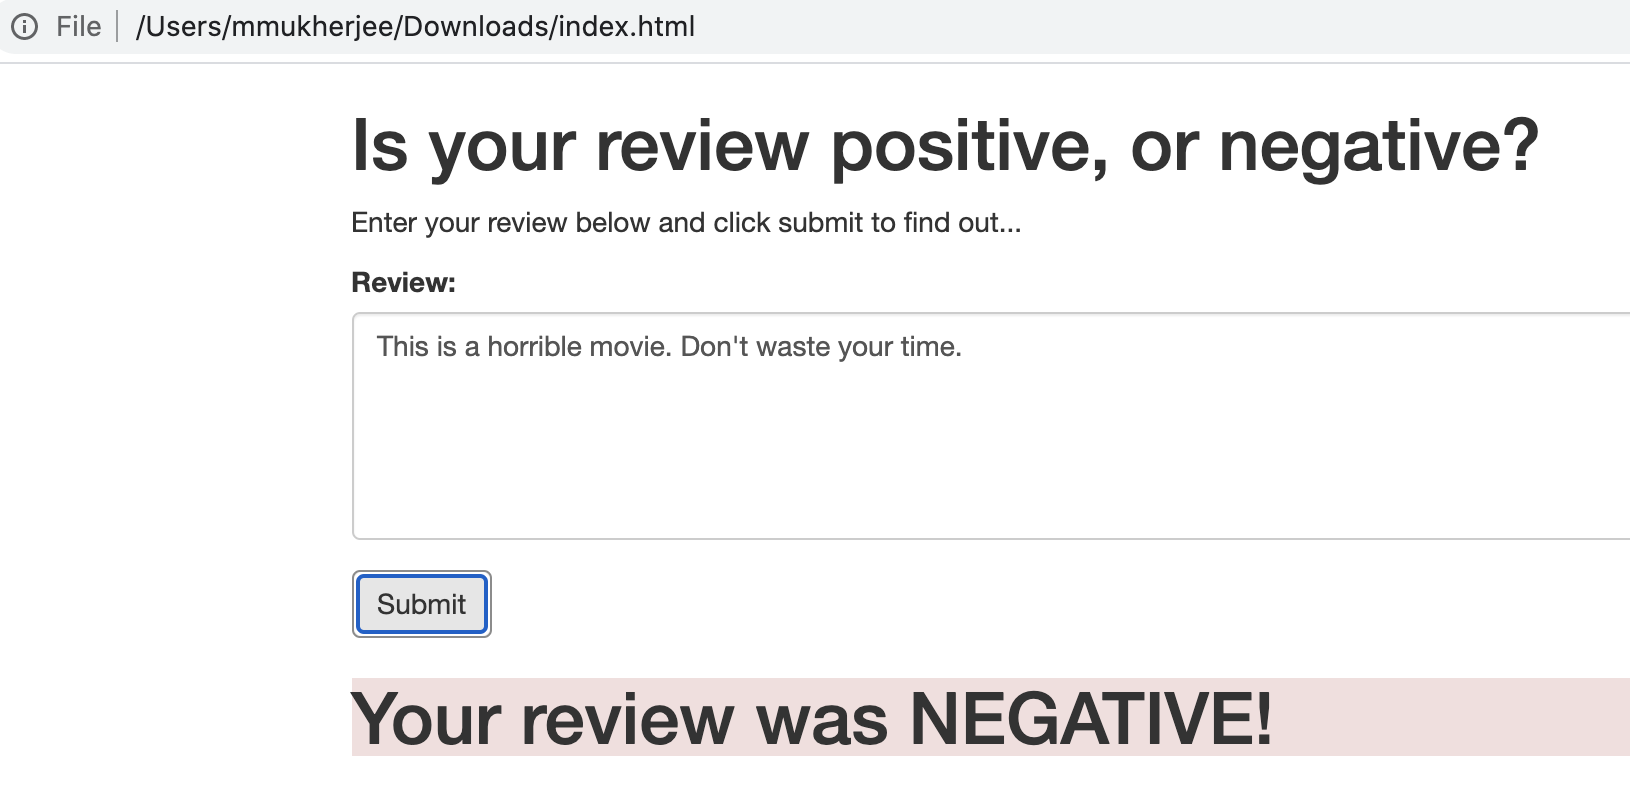 File /Users/mmukherjee/Downloads/index.html
Is your review positive, or negative?
Enter your review below and click submit to find out...
Review:
This is a horrible movie. Don't waste your time.
Submit
Your review was NEGATIVE!